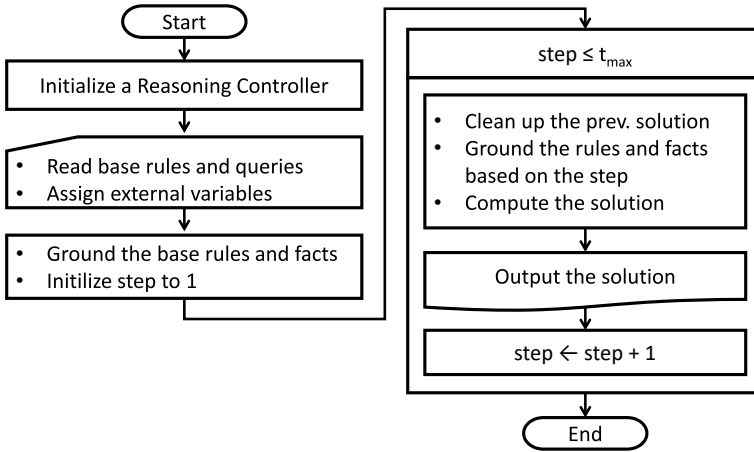 Start
Initialize a Reasoning Controller
• Read base rules and queries
• Assign external variables
• Ground the base rules and facts
• Initilize step to 1
step ≤ tmax
• Clean up the prev. solution
• Ground the rules and facts
based on the step
• Compute the solution
Output the solution
step ← step + 1
End